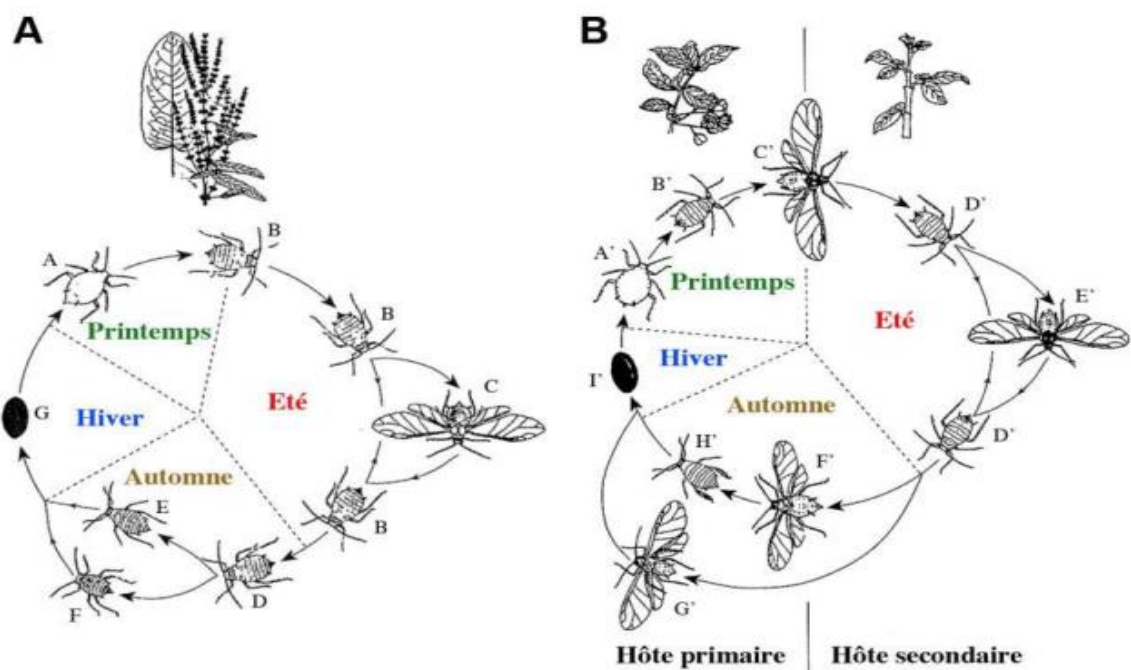 A
B
A
B
B
C
B
D
E
F
G
Printemps
Eté
Hiver
Automne
A'
B'
C'
D'
E'
D'
F'
G'
H'
I'
Printemps
Eté
Hiver
Automne
Hôte primaire
Hôte secondaire